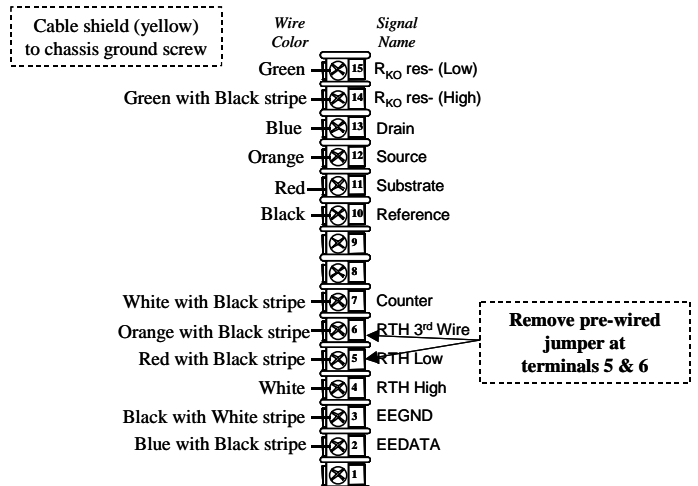 Cable shield (yellow)
to chassis ground screw
Wire
Color
Signal
Name
Green 15 R_KO res- (Low)
Green with Black stripe 14 R_KO res- (High)
Blue 13 Drain
Orange 12 Source
Red 11 Substrate
Black 10 Reference
9
8
White with Black stripe 7 Counter
Orange with Black stripe 6 RTH 3rd Wire
Red with Black stripe 5 RTH Low
White 4 RTH High
Black with White stripe 3 EEGND
Blue with Black stripe 2 EEDATA
1
Remove pre-wired
jumper at
terminals 5 & 6